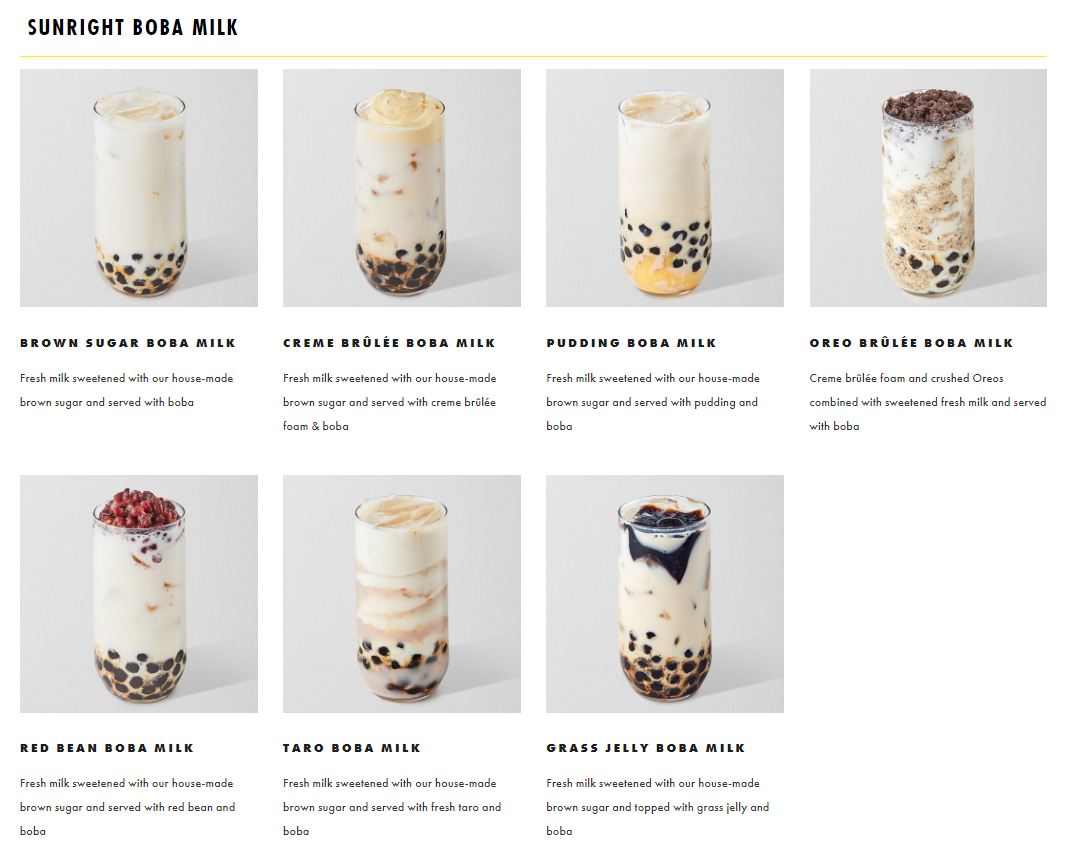 SUNRIGHT BOBA MILK
BROWN SUGAR BOBA MILK
Fresh milk sweetened with our house-made
brown sugar and served with boba
CREME BRÛLÉE BOBA MILK
Fresh milk sweetened with our house-made
brown sugar and served with creme brûlée
foam & boba
PUDDING BOBA MILK
Fresh milk sweetened with our house-made
brown sugar and served with pudding and
boba
OREO BRÛLÉE BOBA MILK
Creme brûlée foam and crushed Oreos
combined with sweetened fresh milk and served
with boba
RED BEAN BOBA MILK
Fresh milk sweetened with our house-made
brown sugar and served with red bean and
boba
TARO BOBA MILK
Fresh milk sweetened with our house-made
brown sugar and served with fresh taro and
boba
GRASS JELLY BOBA MILK
Fresh milk sweetened with our house-made
brown sugar and topped with grass jelly and
boba